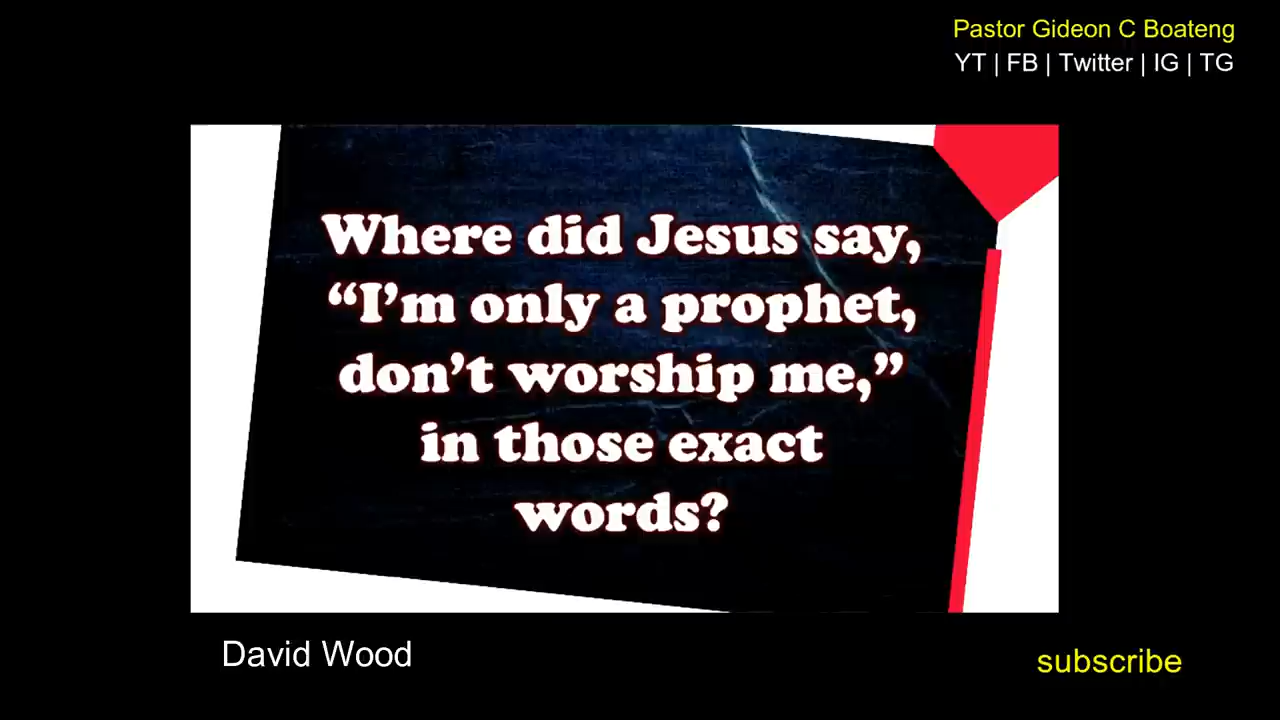 Pastor Gideon C Boateng
YT | FB | Twitter | IG | TG
Where did Jesus say,
“I’m only a prophet,
don’t worship me,”
in those exact
words?
David Wood
subscribe